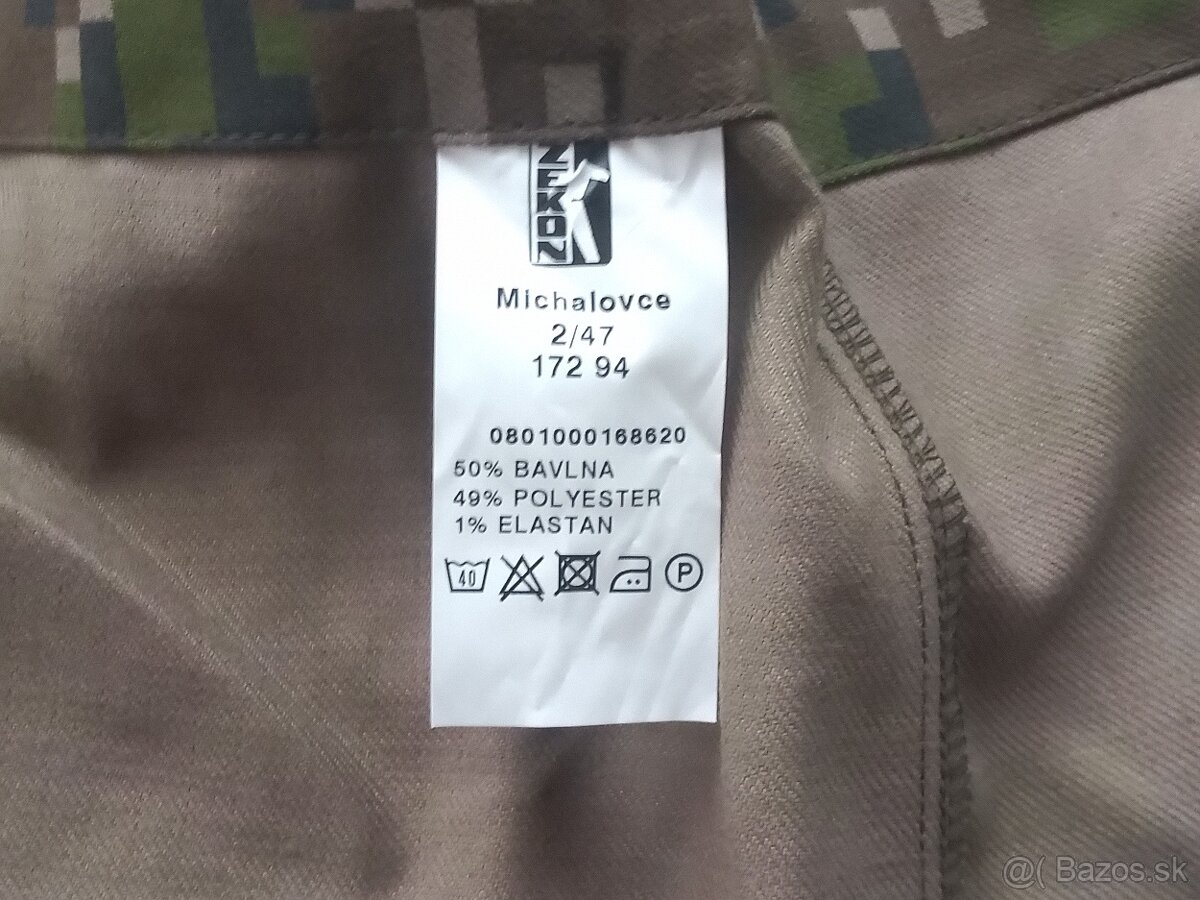 ZEKON
Michalovce
2/47
172 94
0801000168620
50% BAVLNA
49% POLYESTER
1% ELASTAN
40 P
@( Bazos.sk